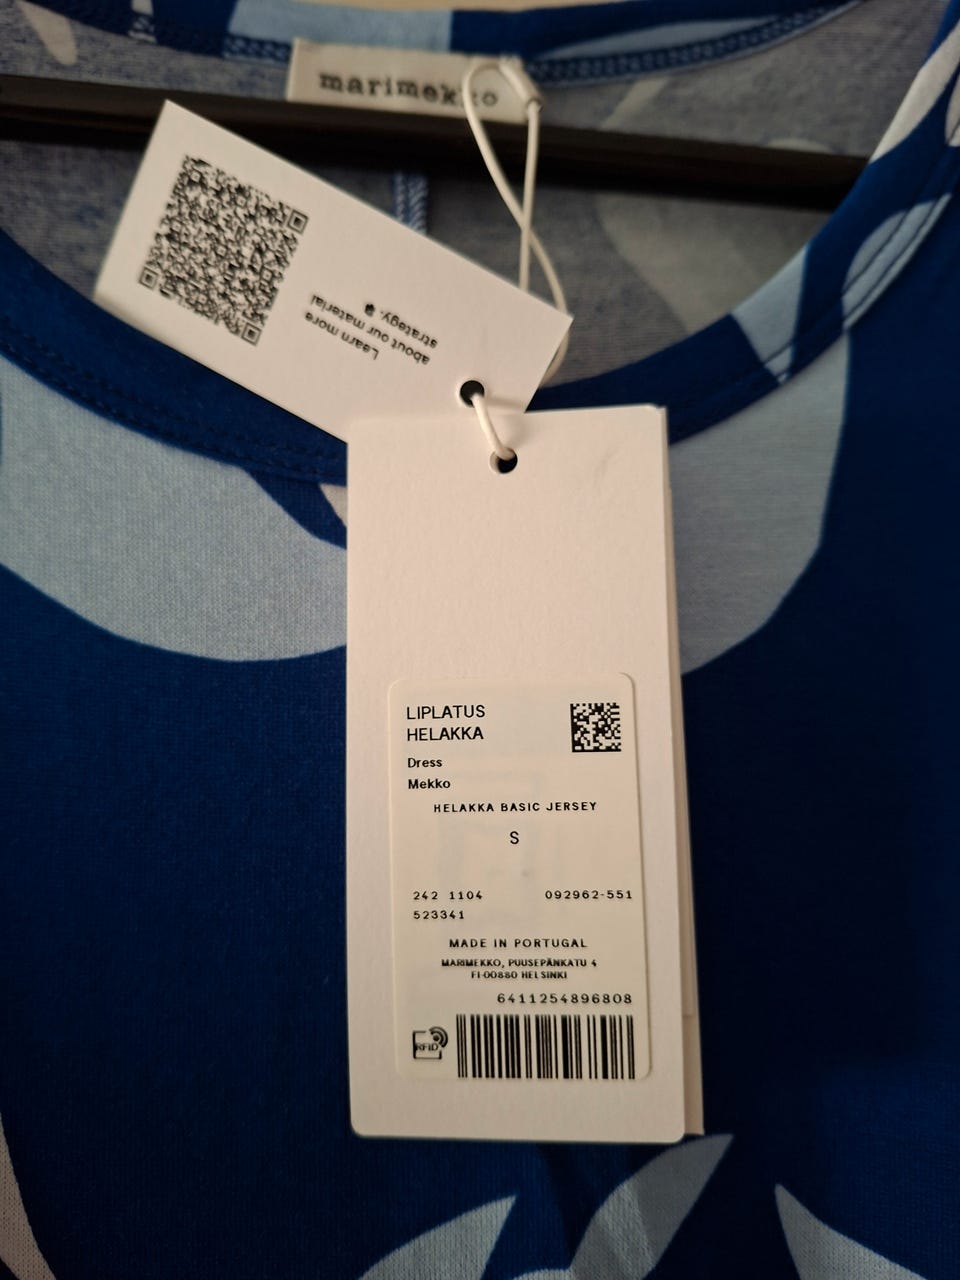 marimekko
Learn more
about our material
strategy.
LIPLATUS
HELAKKA
Dress
Mekko
HELAKKA BASIC JERSEY
S
242 1104 092962-551
523341
MADE IN PORTUGAL
MARIMEKKO, PUUSEPÄNKATU 4
FI-00880 HELSINKI
6411254896808
RFID